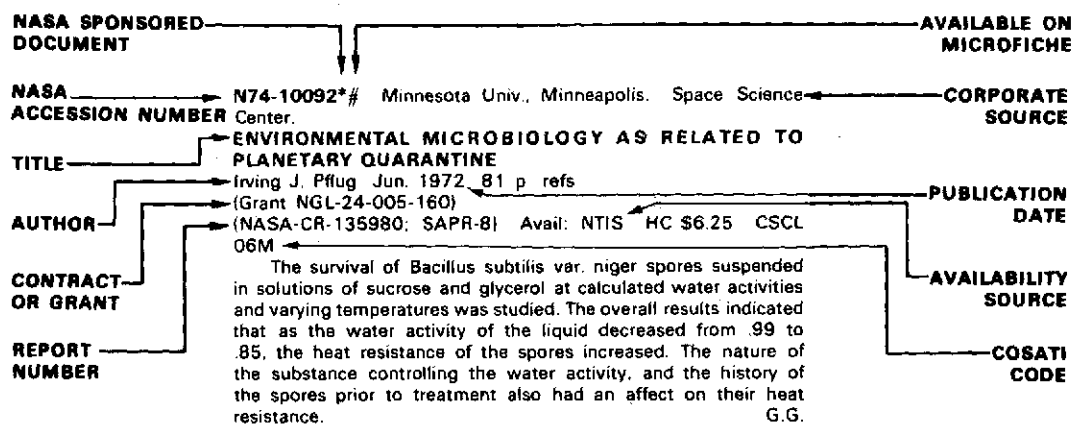 NASA SPONSORED
DOCUMENT
AVAILABLE ON
MICROFICHE
NASA
ACCESSION NUMBER
N74-10092*# Minnesota Univ., Minneapolis. Space Science
Center.
CORPORATE
SOURCE
TITLE
ENVIRONMENTAL MICROBIOLOGY AS RELATED TO
PLANETARY QUARANTINE
Irving J. Pflug Jun. 1972 81 p refs
PUBLICATION
DATE
AUTHOR
(Grant NGL-24-005-160)
(NASA-CR-135980; SAPR-8) Avail: NTIS HC $6.25 CSCL
06M
CONTRACT
OR GRANT
AVAILABILITY
SOURCE
REPORT
NUMBER
COSATI
CODE
The survival of Bacillus subtilis var. niger spores suspended
in solutions of sucrose and glycerol at calculated water activities
and varying temperatures was studied. The overall results indicated
that as the water activity of the liquid decreased from .99 to
.85, the heat resistance of the spores increased. The nature of
the substance controlling the water activity, and the history of
the spores prior to treatment also had an affect on their heat
resistance. G.G.